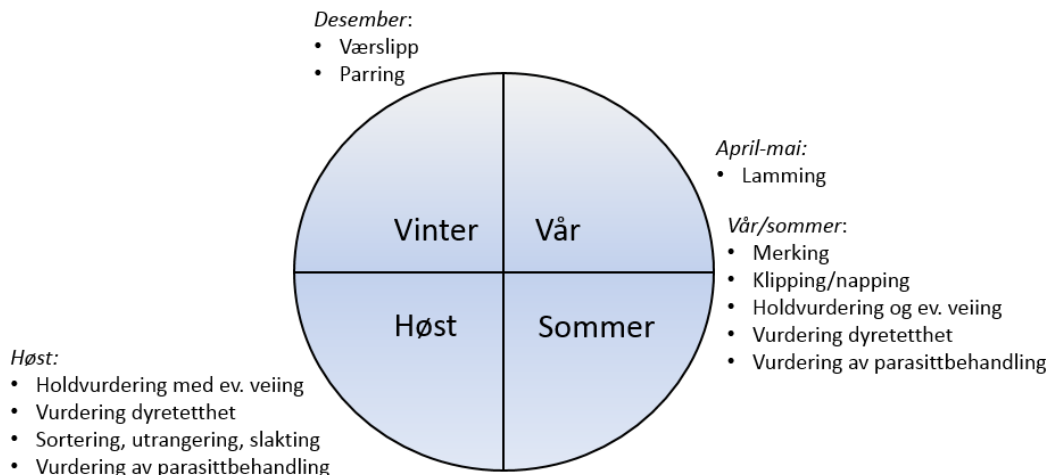 Desember:
• Værslipp
• Parring
April-mai:
• Lamming
Vinter
Vår
Vår/sommer:
• Merking
• Klipping/napping
• Holdvurdering og ev. veiing
• Vurdering dyretetthet
• Vurdering av parasittbehandling
Høst
Sommer
Høst:
• Holdvurdering med ev. veiing
• Vurdering dyretetthet
• Sortering, utrangering, slakting
• Vurdering av parasittbehandling